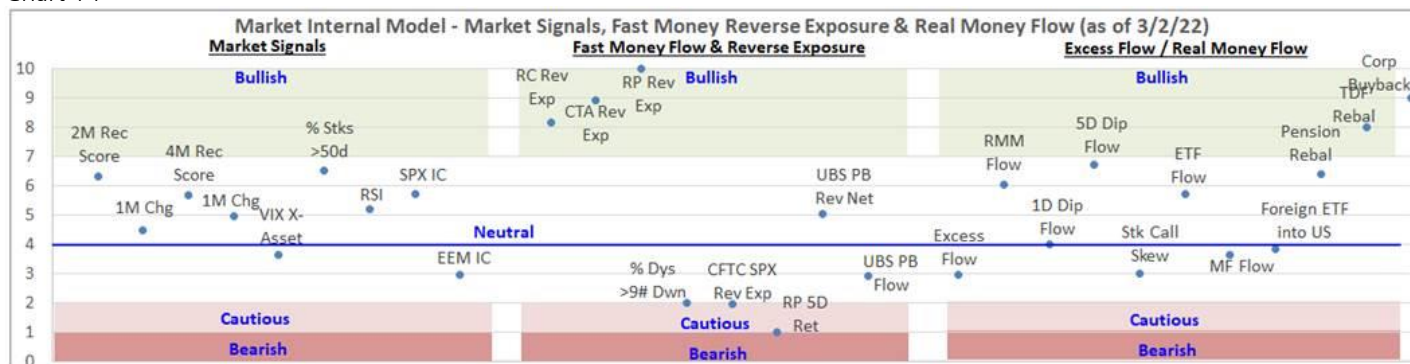 Market Internal Model - Market Signals, Fast Money Reverse Exposure & Real Money Flow (as of 3/2/22)
Market Signals
Fast Money Flow & Reverse Exposure
Excess Flow / Real Money Flow
10
9
8
7
6
5
4
3
2
1
0
Bullish
2M Rec
Score
1M Chg
4M Rec
Score
1M Chg
VIX X-
Asset
% Stks
>50d
RSI
SPX IC
EEM IC
Neutral
Cautious
Bearish
Bullish
RC Rev
Exp
CTA Rev
Exp
RP Rev
Exp
% Dys
>9# Dwn
CFTC SPX
Rev Exp
RP 5D
Ret
UBS PB
Rev Net
UBS PB
Flow
Cautious
Bearish
Bullish
Excess
Flow
RMM
Flow
1D Dip
Flow
5D Dip
Flow
Stk Call
Skew
ETF
Flow
MF Flow
Foreign ETF
into US
Pension
Rebal
TDF
Rebal
Corp
Buyback
Cautious
Bearish